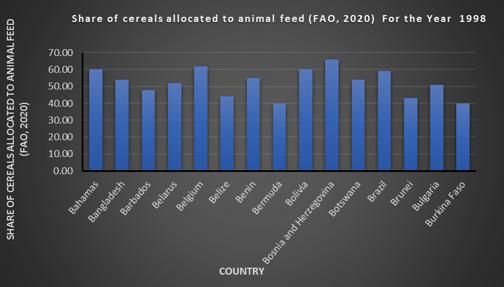 Share of cereals allocated to animal feed (FAO, 2020) For the Year 1998
SHARE OF CEREALS ALLOCATED TO ANIMAL FEED
(FAO, 2020)
70.00
60.00
50.00
40.00
30.00
20.00
10.00
0.00
Bahamas
Bangladesh
Barbados
Belarus
Belgium
Belize
Benin
Bermuda
Bolivia
Bosnia and Herzegovina
Botswana
Brazil
Brunei
Bulgaria
Burkina Faso
COUNTRY